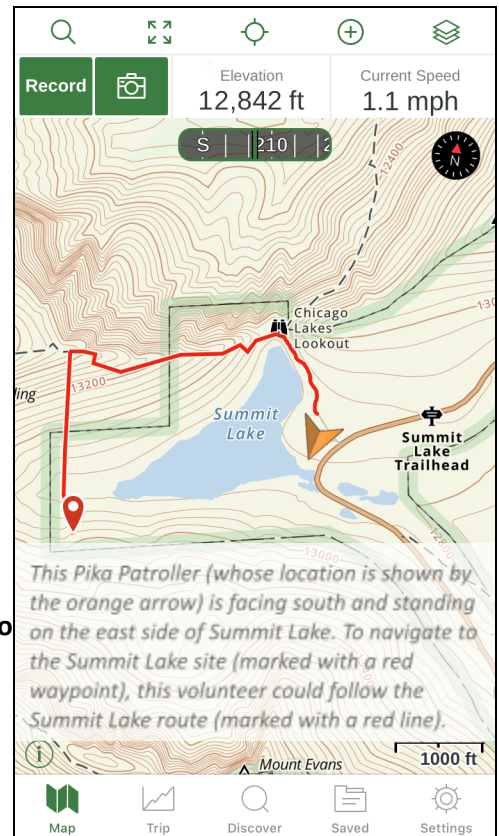 Record
Elevation
12,842 ft
Current Speed
1.1 mph
S 210 2
N
12400
130
Chicago
Lakes
Lookout
13200
ing
Summit
Lake
Summit
Lake
Trailhead
12800
13000
This Pika Patroller (whose location is shown by
the orange arrow) is facing south and standing
o on the east side of Summit Lake. To navigate to
the Summit Lake site (marked with a red
waypoint), this volunteer could follow the
Summit Lake route (marked with a red line).
i
Mount Evans
1000 ft
Map Trip Discover Saved Settings